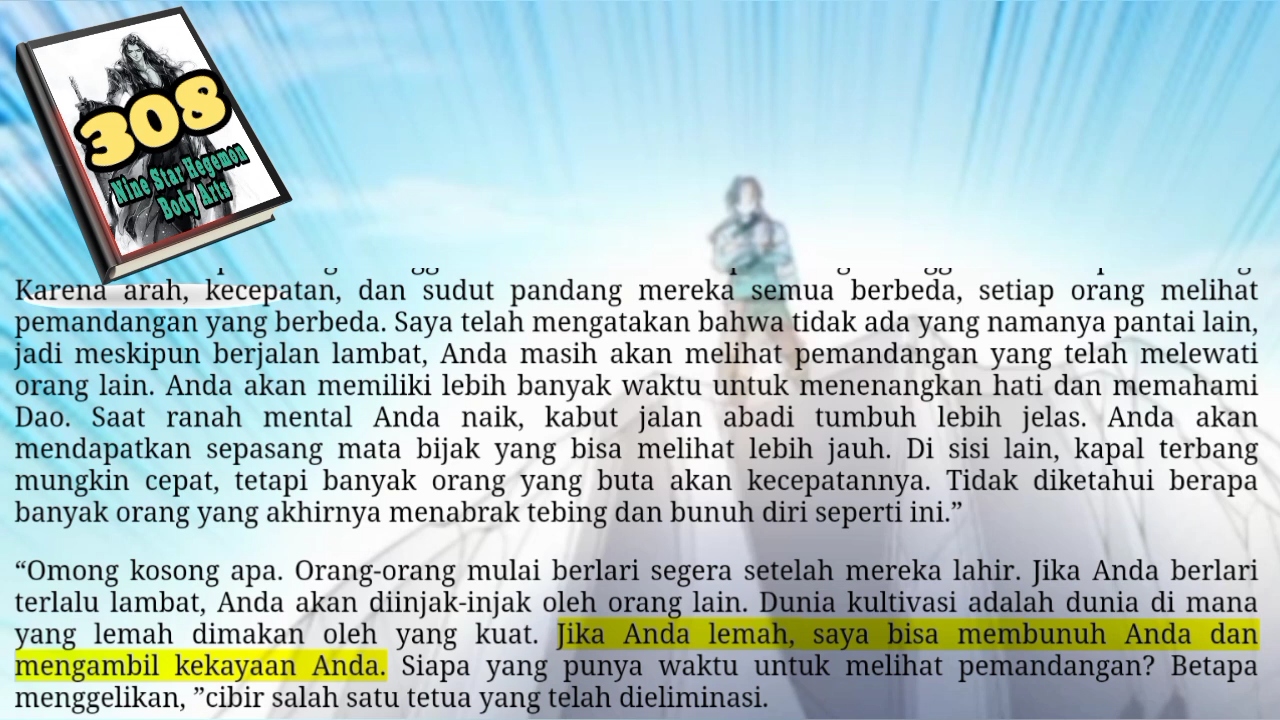 308
Nine Star Hegemon
Body Arts
Karena arah, kecepatan, dan sudut pandang mereka semua berbeda, setiap orang melihat
pemandangan yang berbeda. Saya telah mengatakan bahwa tidak ada yang namanya pantai lain,
jadi meskipun berjalan lambat, Anda masih akan melihat pemandangan yang telah melewati
orang lain. Anda akan memiliki lebih banyak waktu untuk menenangkan hati dan memahami
Dao. Saat ranah mental Anda naik, kabut jalan abadi tumbuh lebih jelas. Anda akan
mendapatkan sepasang mata bijak yang bisa melihat lebih jauh. Di sisi lain, kapal terbang
mungkin cepat, tetapi banyak orang yang buta akan kecepatannya. Tidak diketahui berapa
banyak orang yang akhirnya menabrak tebing dan bunuh diri seperti ini.”
“Omong kosong apa. Orang-orang mulai berlari segera setelah mereka lahir. Jika Anda berlari
terlalu lambat, Anda akan diinjak-injak oleh orang lain. Dunia kultivasi adalah dunia di mana
yang lemah dimakan oleh yang kuat. Jika Anda lemah, saya bisa membunuh Anda dan
mengambil kekayaan Anda. Siapa yang punya waktu untuk melihat pemandangan? Betapa
menggelikan, ”cibir salah satu tetua yang telah dieliminasi.